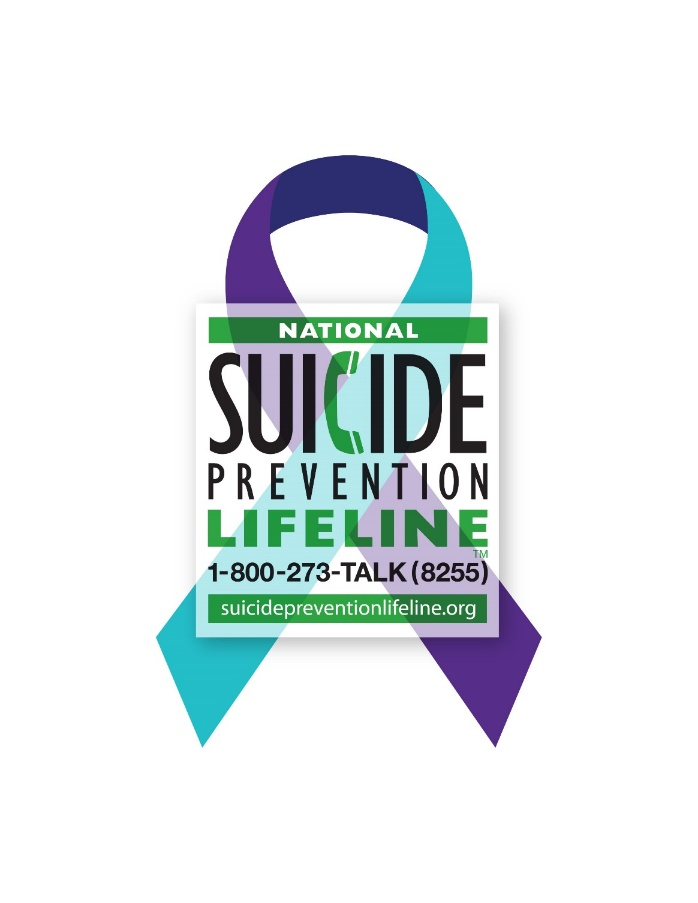 NATIONAL
SUICIDE
PREVENTION
LIFELINE
TM
1-800-273-TALK (8255)
suicidepreventionlifeline.org